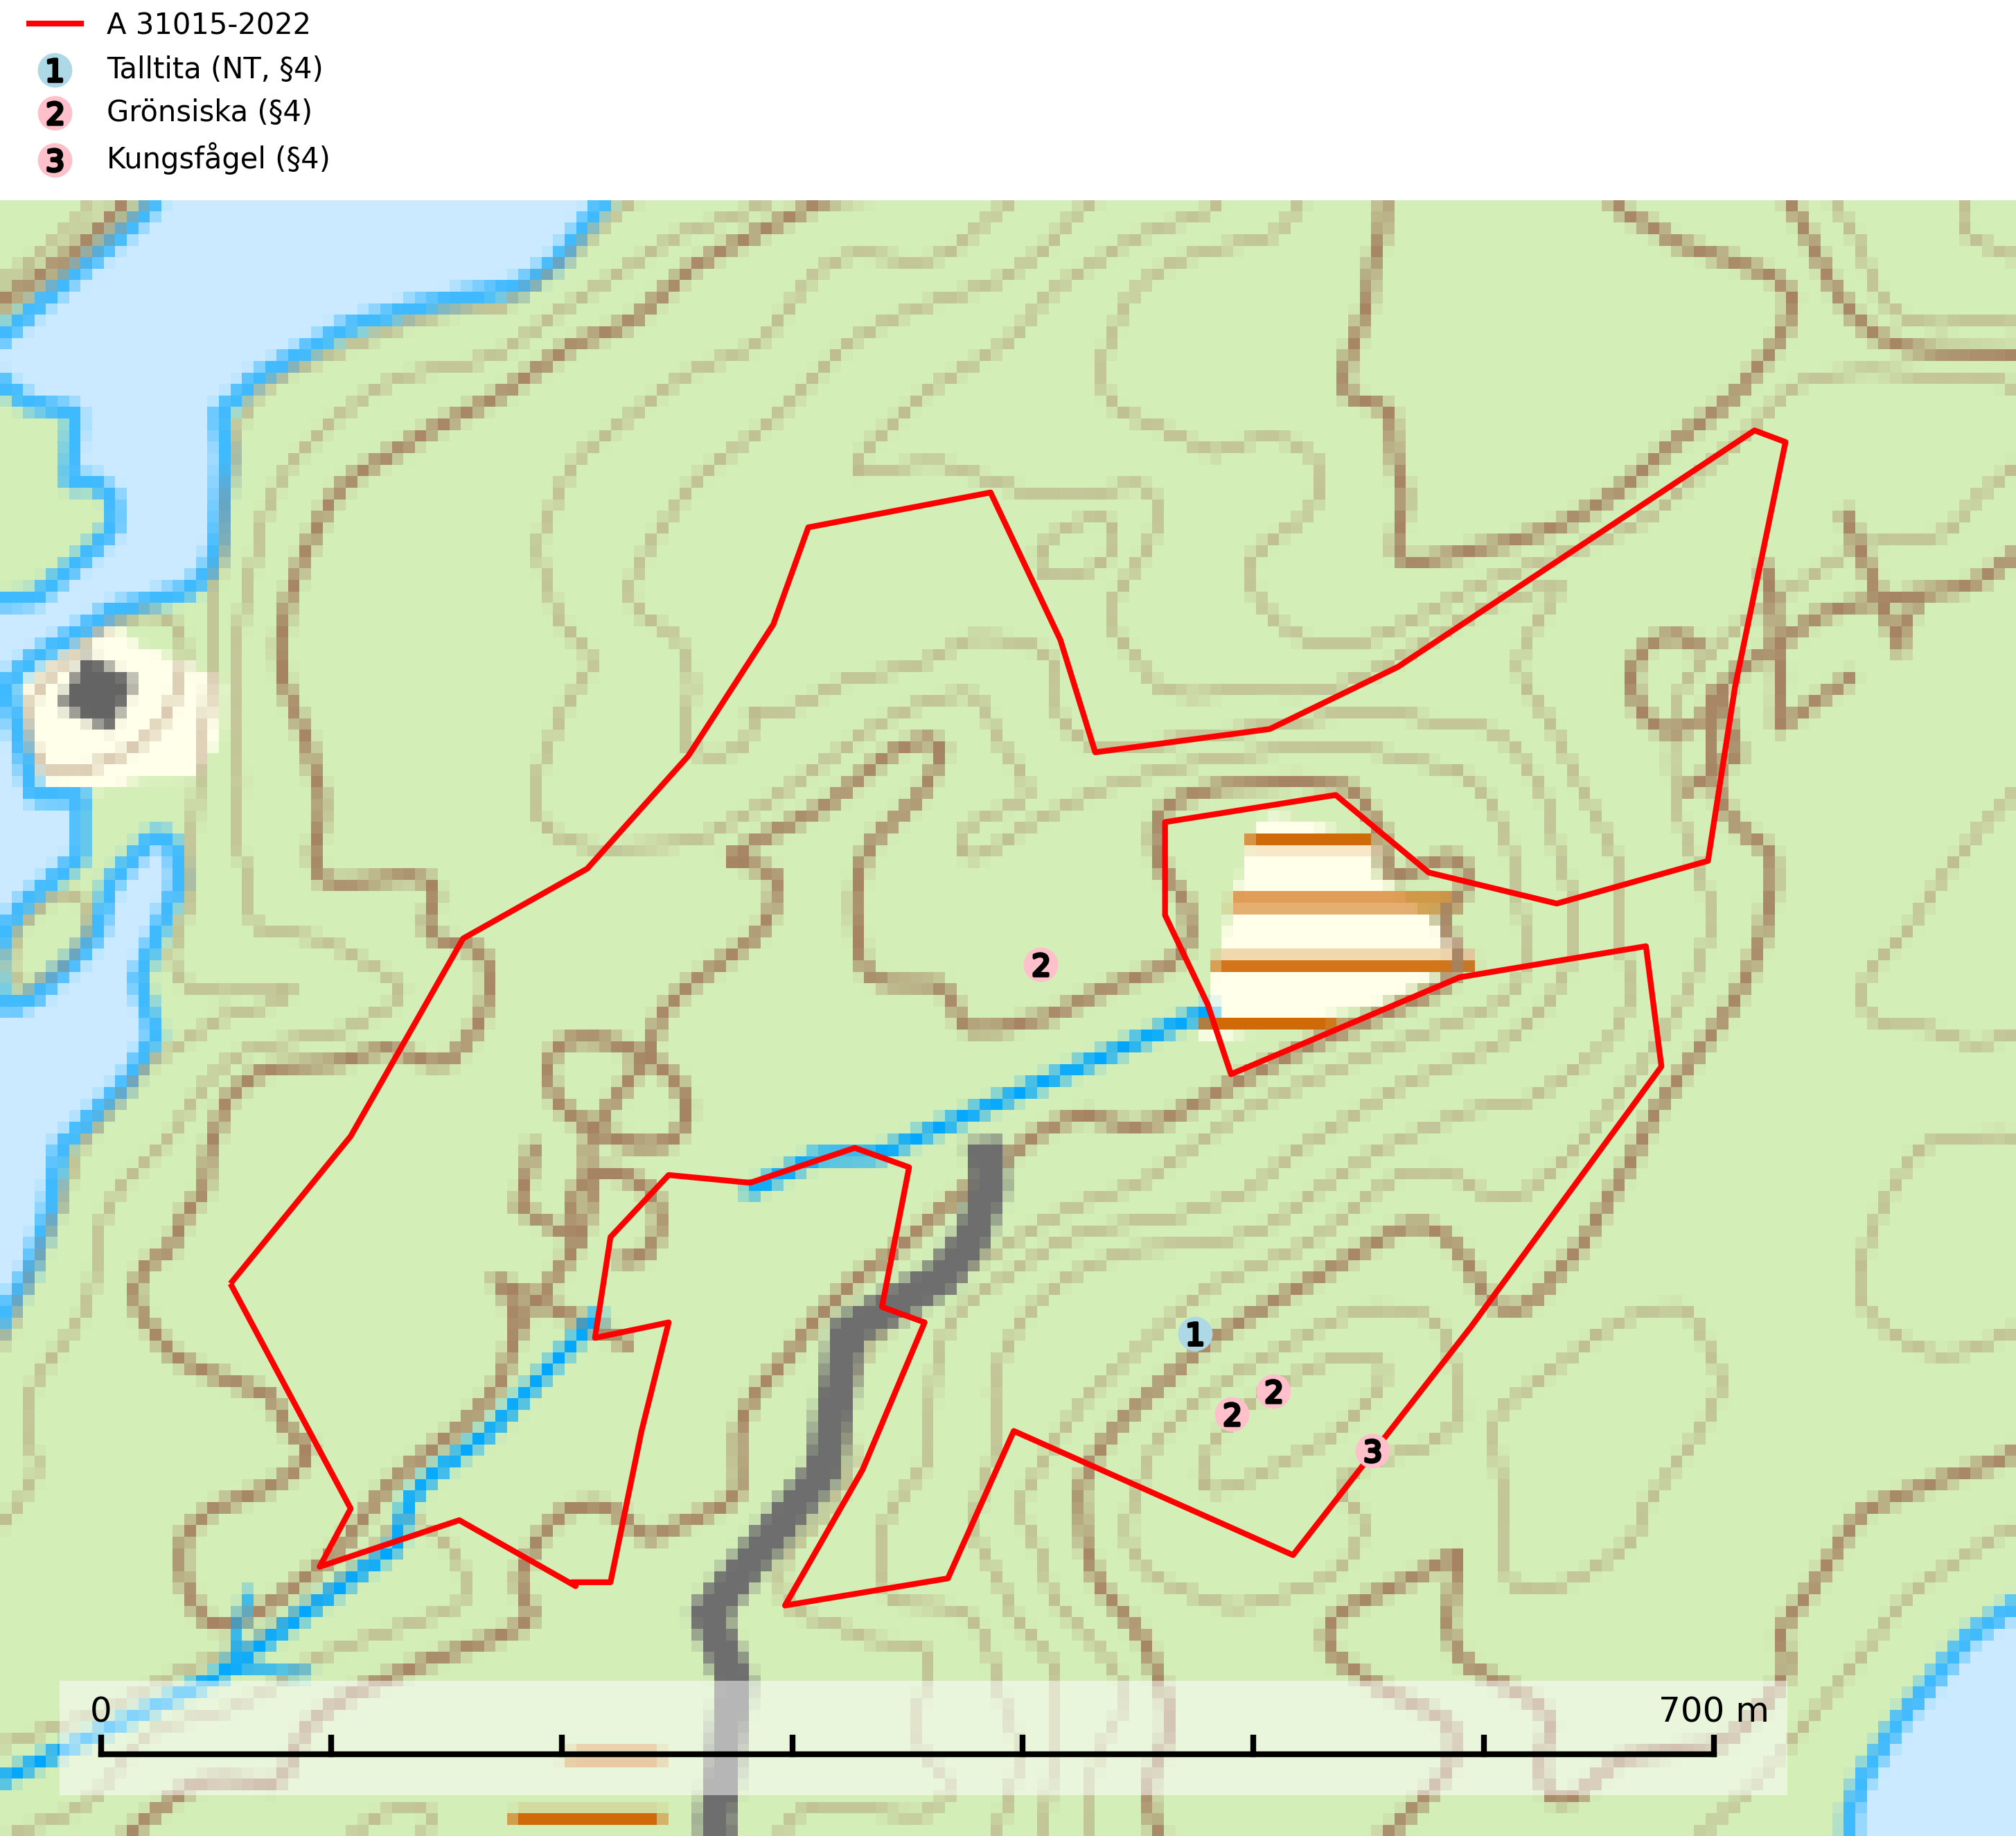 A 31015-2022
1 Talltita (NT, §4)
2 Grönsiska (§4)
3 Kungsfågel (§4)
2
1
2
2
3
0 700 m